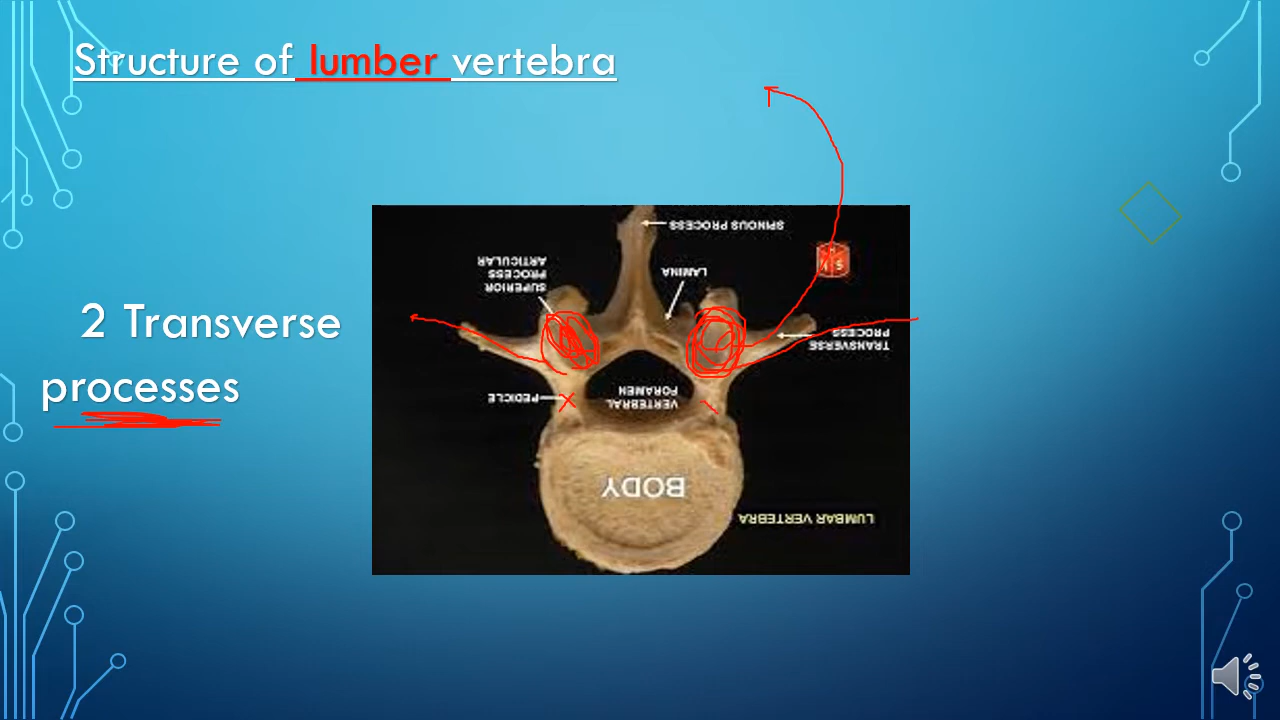 Structure of lumber vertebra
SPINOUS PROCESS
SUPERIOR
PROCESS
ARTICULAR
LAMINA
2 Transverse
processes
TRANSVERSE
PROCESS
PEDICLE
VERTEBRAL
FORAMEN
BODY
LUMBAR VERTEBRA